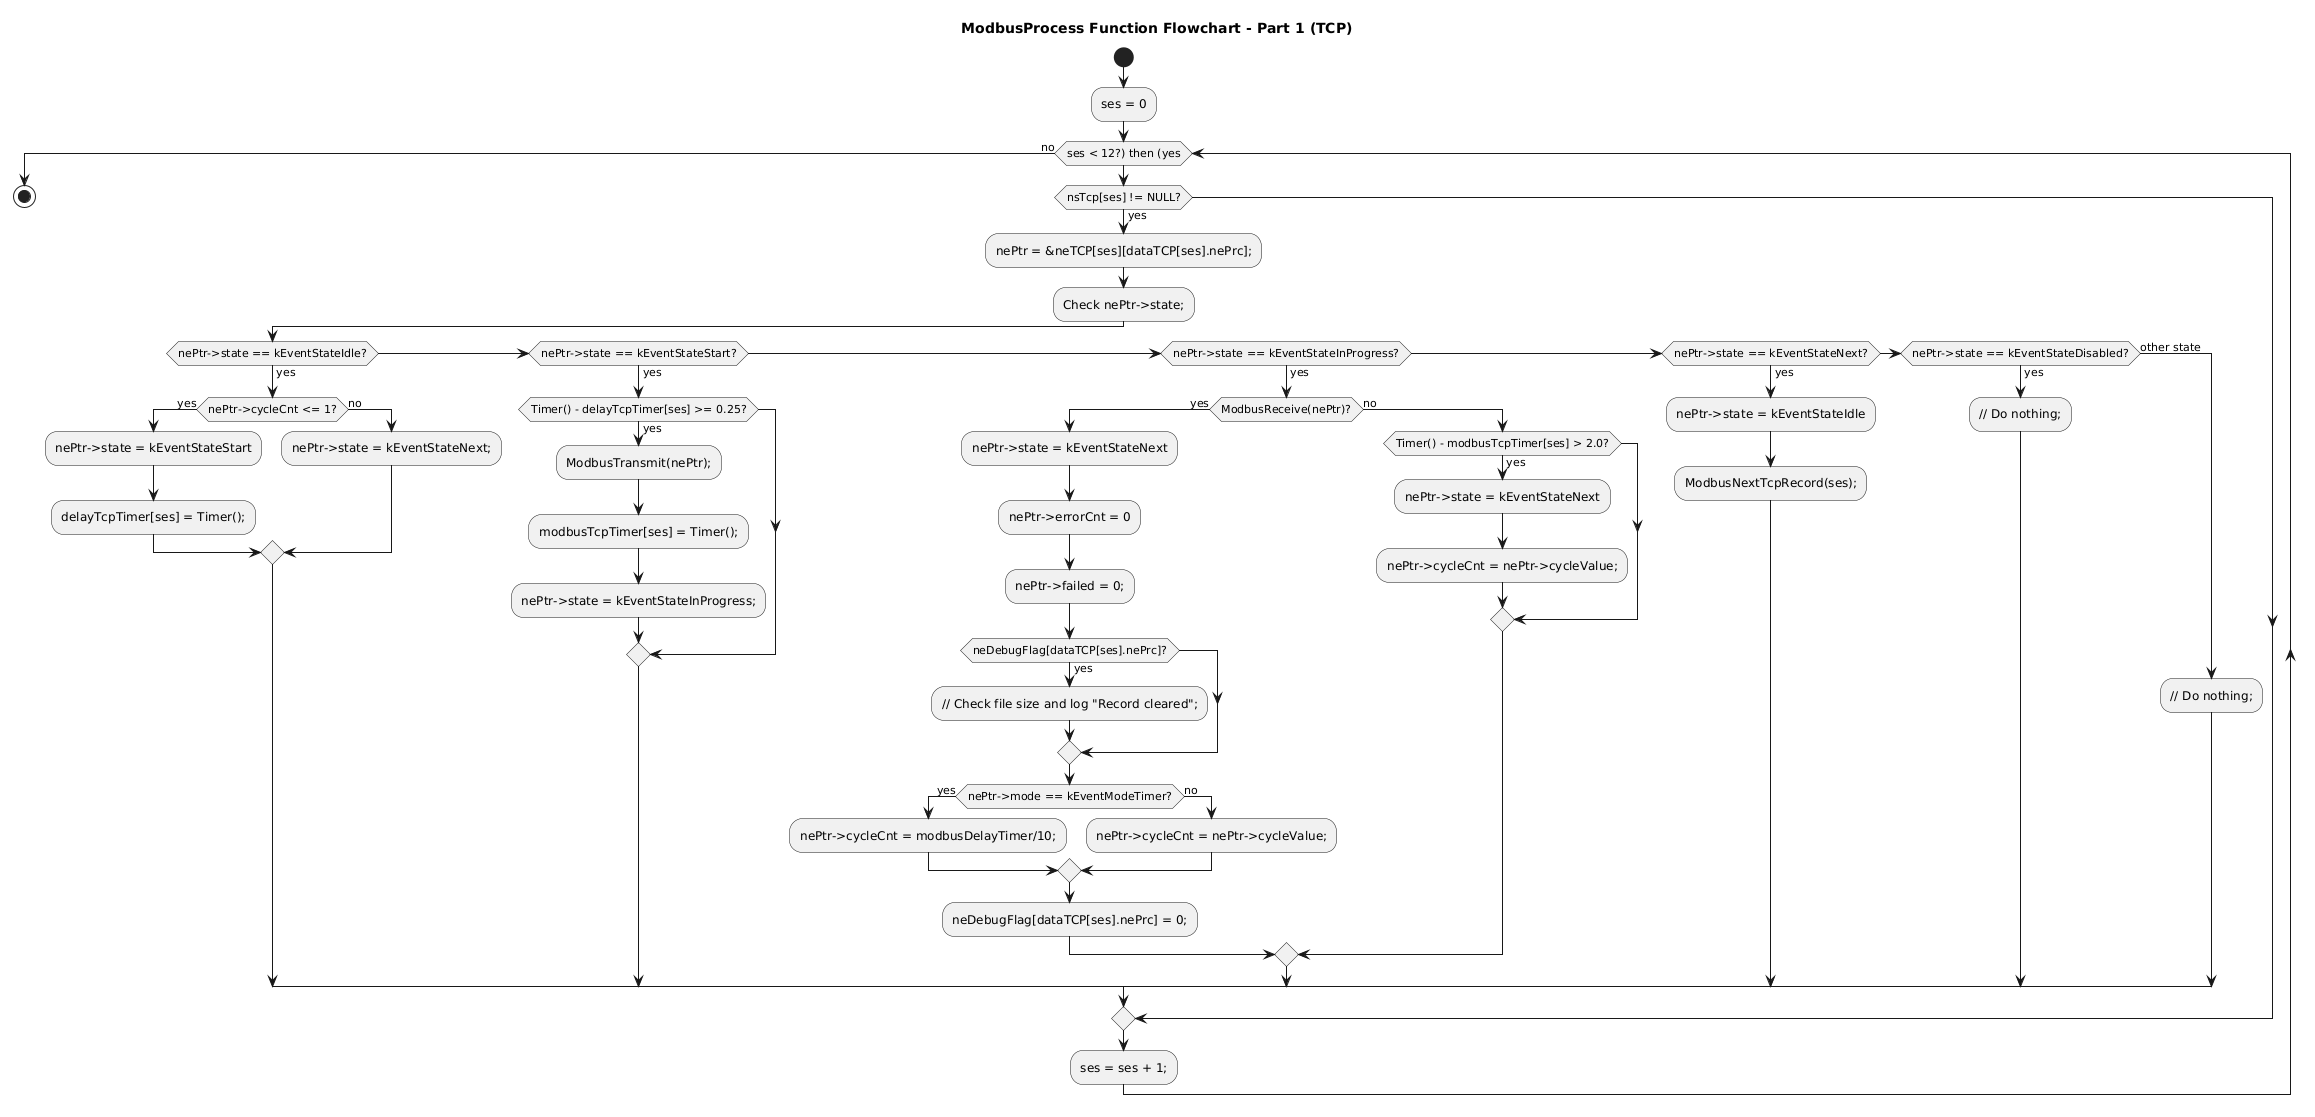 ModbusProcess Function Flowchart - Part 1 (TCP)
ses = 0
no
ses < 12?) then (yes
nsTcp[ses] != NULL?
yes
nePtr = &neTCP[ses][dataTCP[ses].nePrc];
Check nePtr->state;
nePtr->state == kEventStateIdle?
yes
nePtr->cycleCnt <= 1?
yes
no
nePtr->state = kEventStateStart
delayTcpTimer[ses] = Timer();
nePtr->state = kEventStateNext;
nePtr->state == kEventStateStart?
yes
Timer() - delayTcpTimer[ses] >= 0.25?
yes
ModbusTransmit(nePtr);
modbusTcpTimer[ses] = Timer();
nePtr->state = kEventStateInProgress;
nePtr->state == kEventStateInProgress?
yes
ModbusReceive(nePtr)?
yes
no
nePtr->state = kEventStateNext
nePtr->errorCnt = 0
nePtr->failed = 0;
neDebugFlag[dataTCP[ses].nePrc]?
yes
// Check file size and log "Record cleared";
nePtr->mode == kEventModeTimer?
yes
no
nePtr->cycleCnt = modbusDelayTimer/10;
nePtr->cycleCnt = nePtr->cycleValue;
neDebugFlag[dataTCP[ses].nePrc] = 0;
Timer() - modbusTcpTimer[ses] > 2.0?
yes
nePtr->state = kEventStateNext
nePtr->cycleCnt = nePtr->cycleValue;
nePtr->state == kEventStateNext?
yes
nePtr->state = kEventStateIdle
ModbusNextTcpRecord(ses);
nePtr->state == kEventStateDisabled?
yes
// Do nothing;
other state
// Do nothing;
ses = ses + 1;